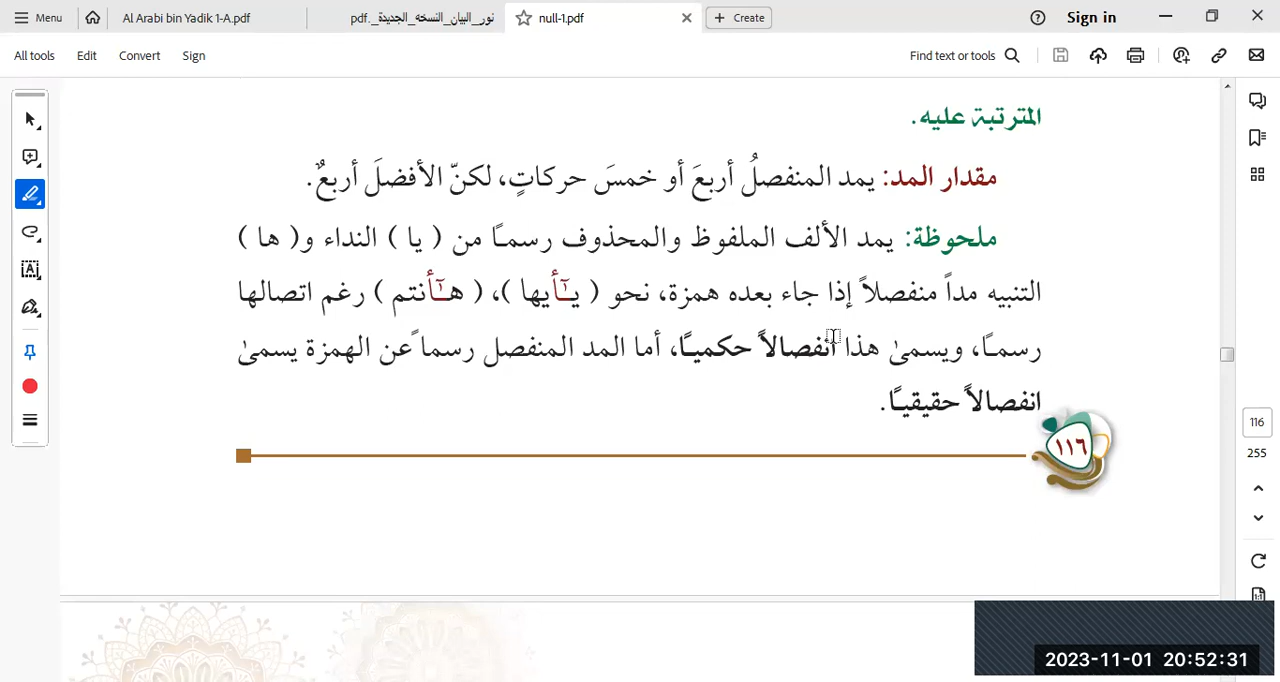 Menu
Al Arabi bin Yadik 1-A.pdf
نور_البيان_النسخه_الجديدة_.pdf
null-1.pdf
Create
Sign in
All tools
Edit
Convert
Sign
Find text or tools
المترتبة عليه.
مقدار المد: يمد المنفصلُ أربعَ أو خمسَ حركاتٍ، لكنّ الأفضلَ أربعٌ.
ملحوظة: يمد الألف الملفوظ والمحذوف رسمًا من ( يا ) النداء و( ها )
التنبيه مداً منفصلاً إذا جاء بعده همزة، نحو ( يـٰٓأيها )، ( هـٰٓأنتم ) رغم اتصالها
رسمًا، ويسمىٰ هذا انفصالاً حكميًا، أما المد المنفصل رسماً عن الهمزة يسمىٰ
انفصالاً حقيقيًا.
١١٦
116
255
2023-11-01 20:52:31